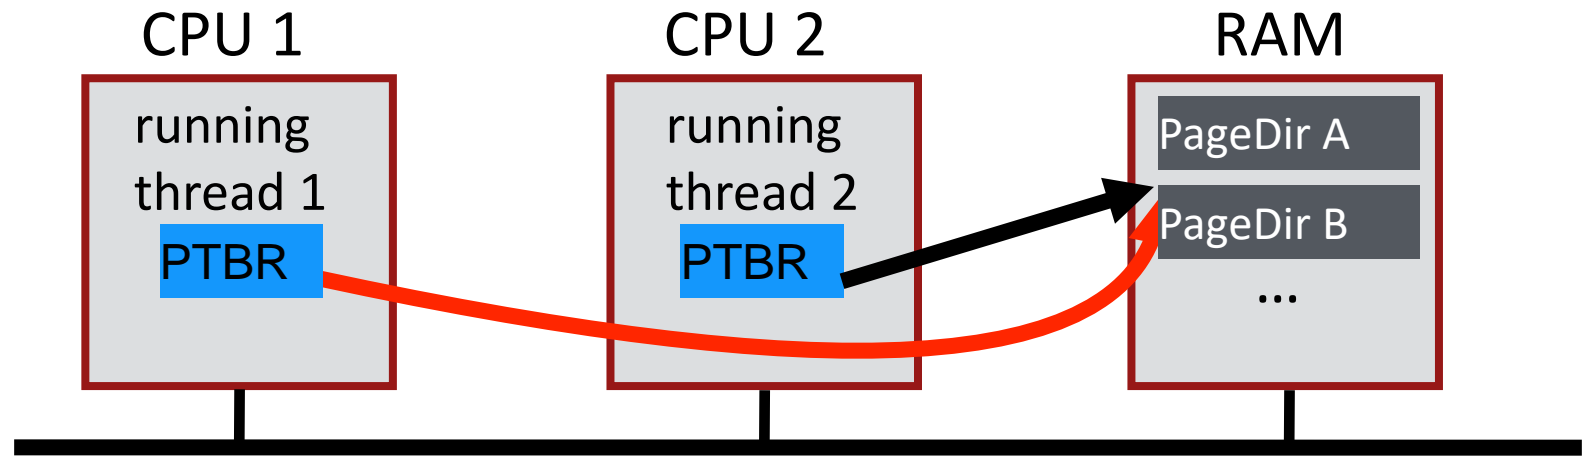 CPU 1
CPU 2
RAM
running
thread 1
PTBR
running
thread 2
PTBR
PageDir A
PageDir B
...